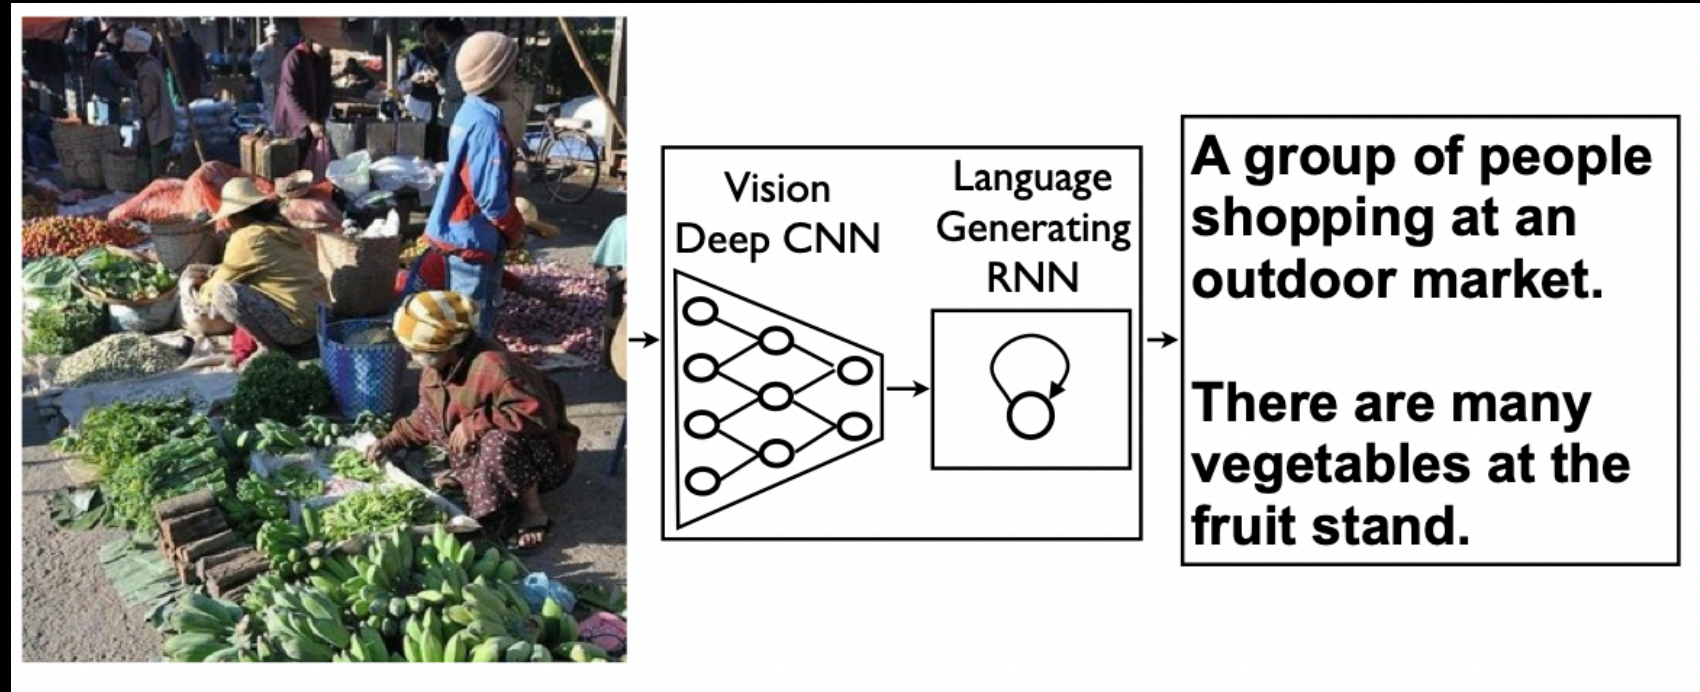 Vision
Deep CNN
Language
Generating
RNN
A group of people
shopping at an
outdoor market.
There are many
vegetables at the
fruit stand.